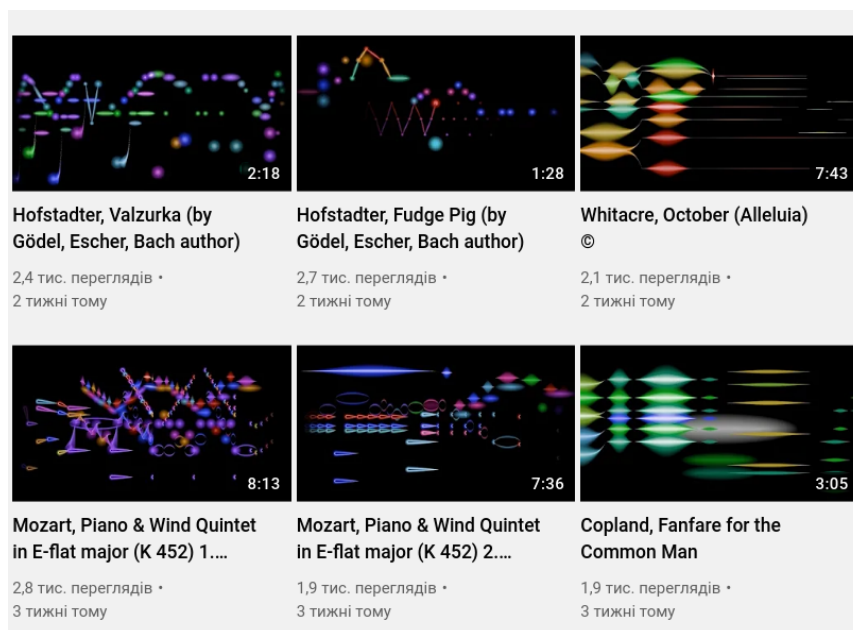 2:18
1:28
7:43
Hofstadter, Valzurka (by
Gödel, Escher, Bach author)
2,4 тис. переглядів •
2 тижні тому
Hofstadter, Fudge Pig (by
Gödel, Escher, Bach author)
2,7 тис. переглядів •
2 тижні тому
Whitacre, October (Alleluia)
©
2,1 тис. переглядів •
2 тижні тому
8:13
7:36
3:05
Mozart, Piano & Wind Quintet
in E-flat major (K 452) 1.…
2,8 тис. переглядів •
3 тижні тому
Mozart, Piano & Wind Quintet
in E-flat major (K 452) 2.…
1,9 тис. переглядів •
3 тижні тому
Copland, Fanfare for the
Common Man
1,9 тис. переглядів •
3 тижні тому